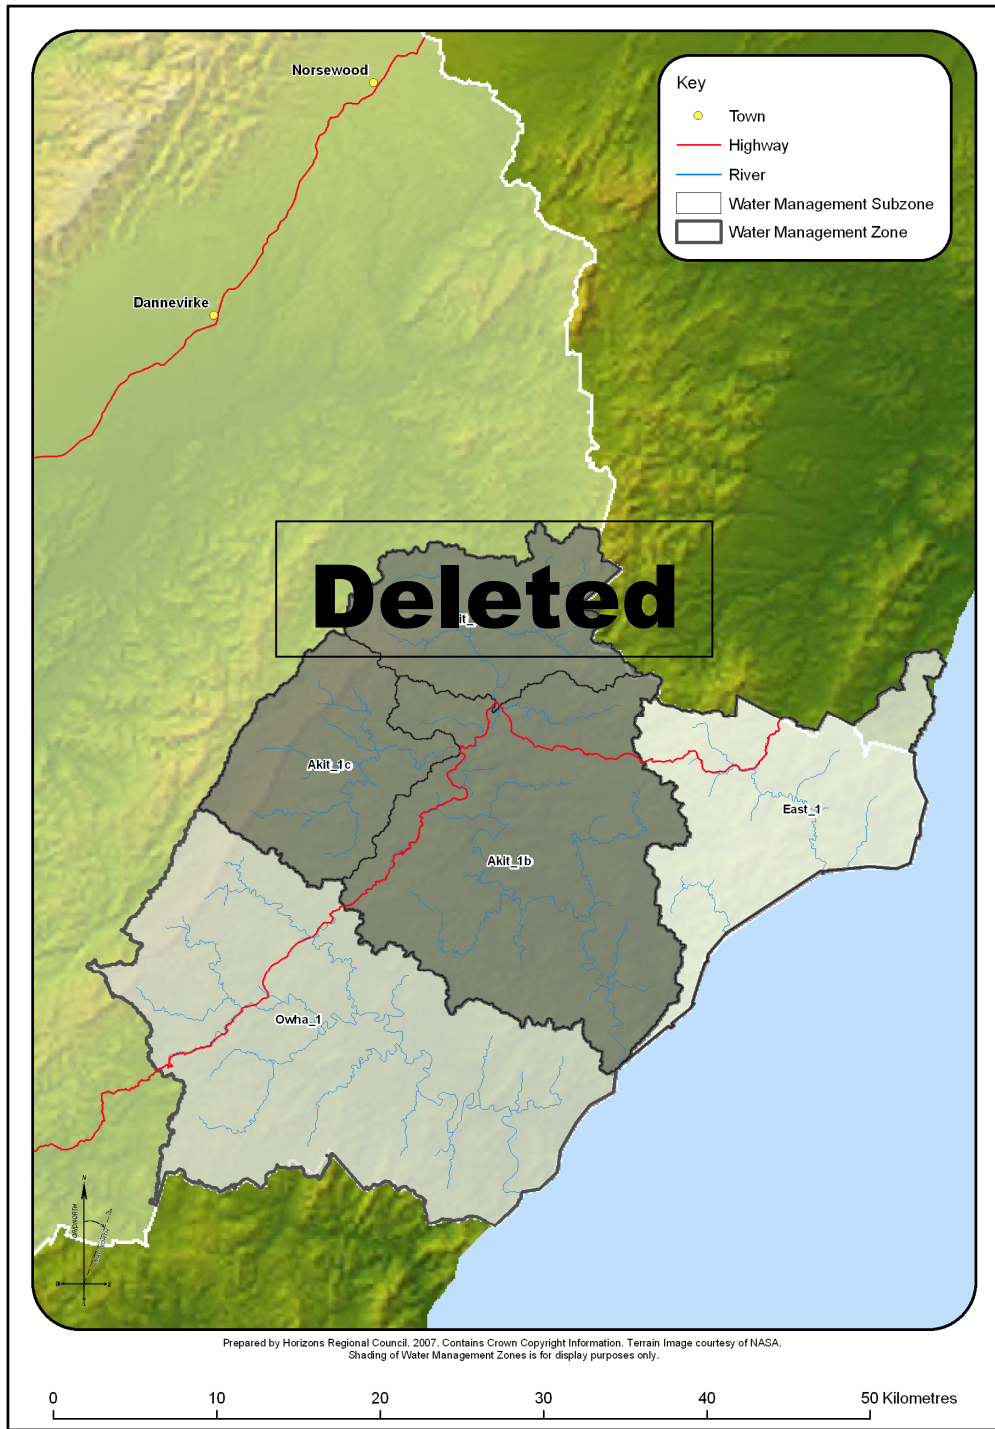 Norsewood
Key
Town
Highway
River
Water Management Subzone
Water Management Zone
Dannevirke
Deleted
Akit_1c
East_1
Akit_1b
Owha_1
N
GRIDNORTH
W
E
S
Prepared by Horizons Regional Council. 2007. Contains Crown Copyright Information. Terrain Image courtesy of NASA.
Shading of Water Management Zones is for display purposes only.
0 10 20 30 40 50 Kilometres